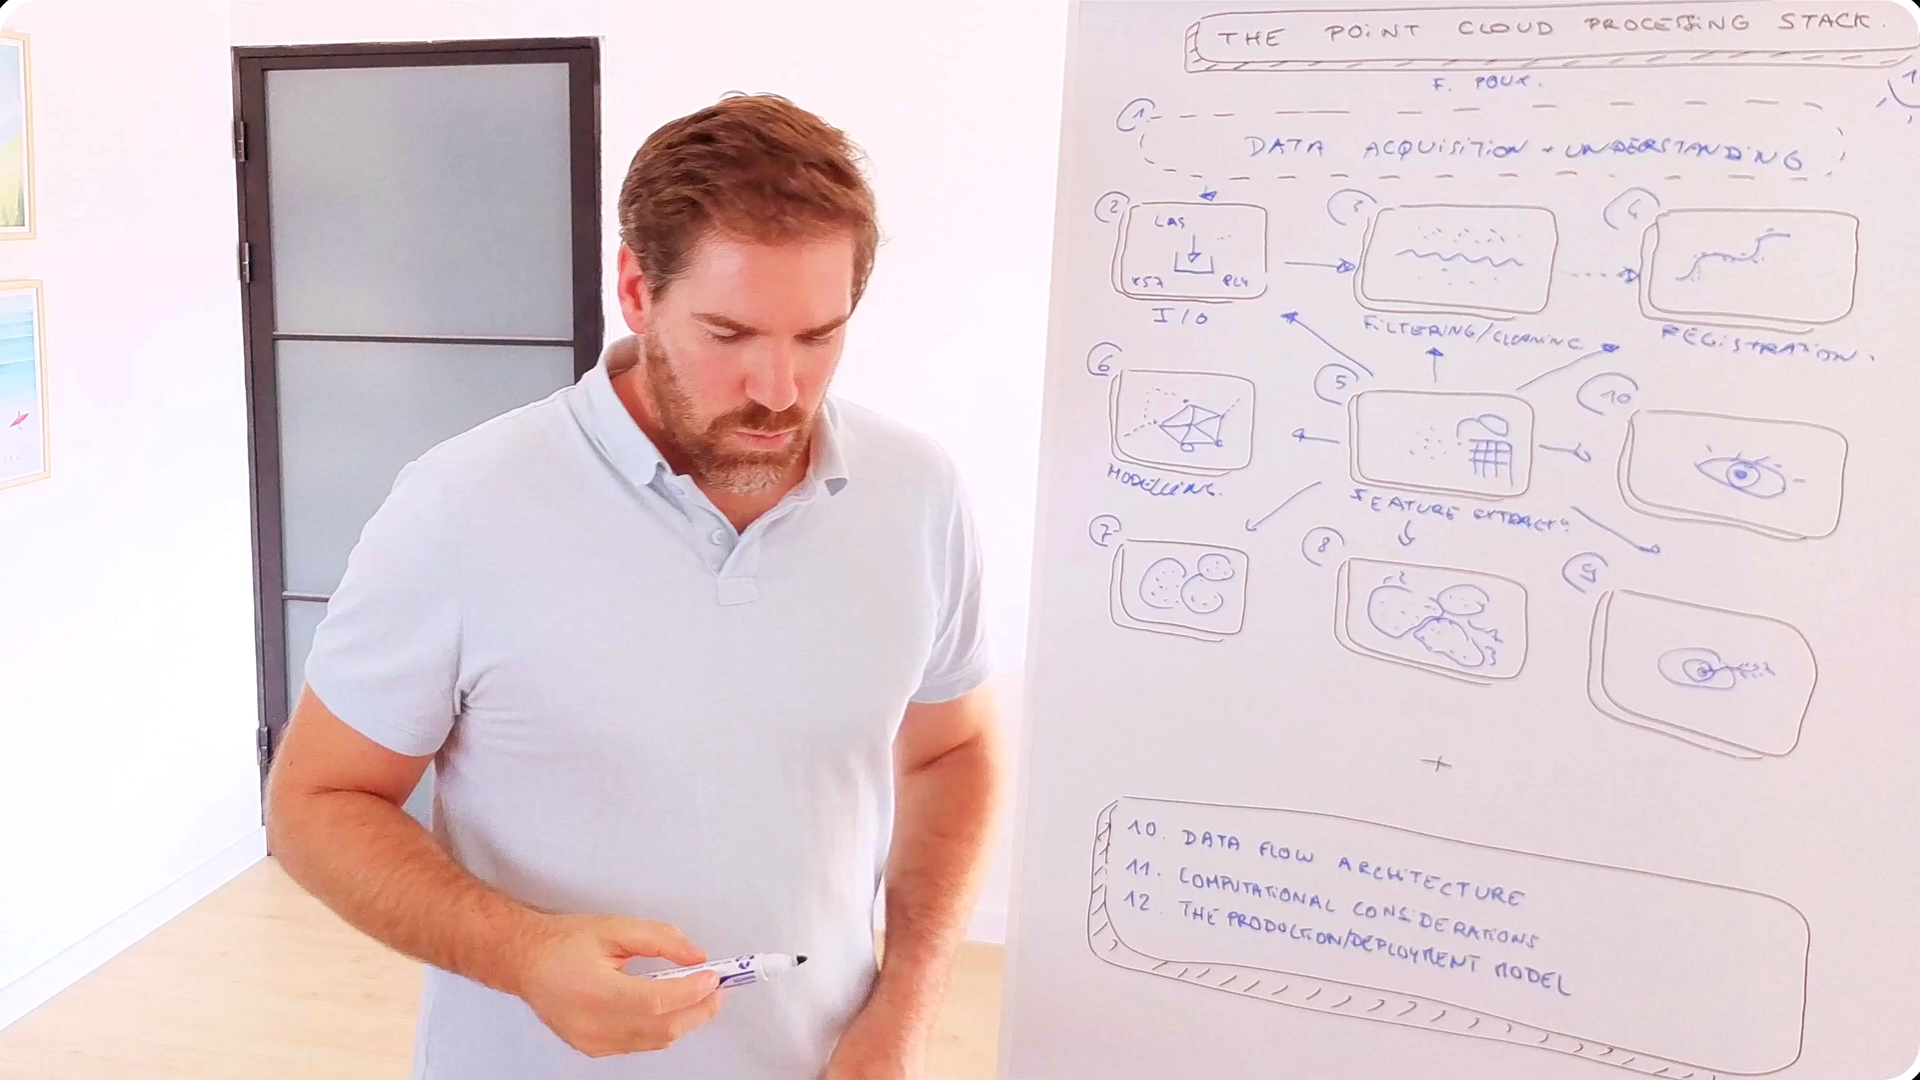 THE POINT CLOUD PROCESSING STACK.
F. POUX.
1
DATA ACQUISITION + UNDERSTANDING
2
3
4
LAS
E57
PLY
I/O
FILTERING/CLEANING
REGISTRATION.
6
5
10
MODELLING.
FEATURE EXTRACT°
7
8
9
2
3
+
10. DATA FLOW ARCHITECTURE
11. COMPUTATIONAL CONSIDERATIONS
12. THE PRODUCTION/DEPLOYMENT MODEL